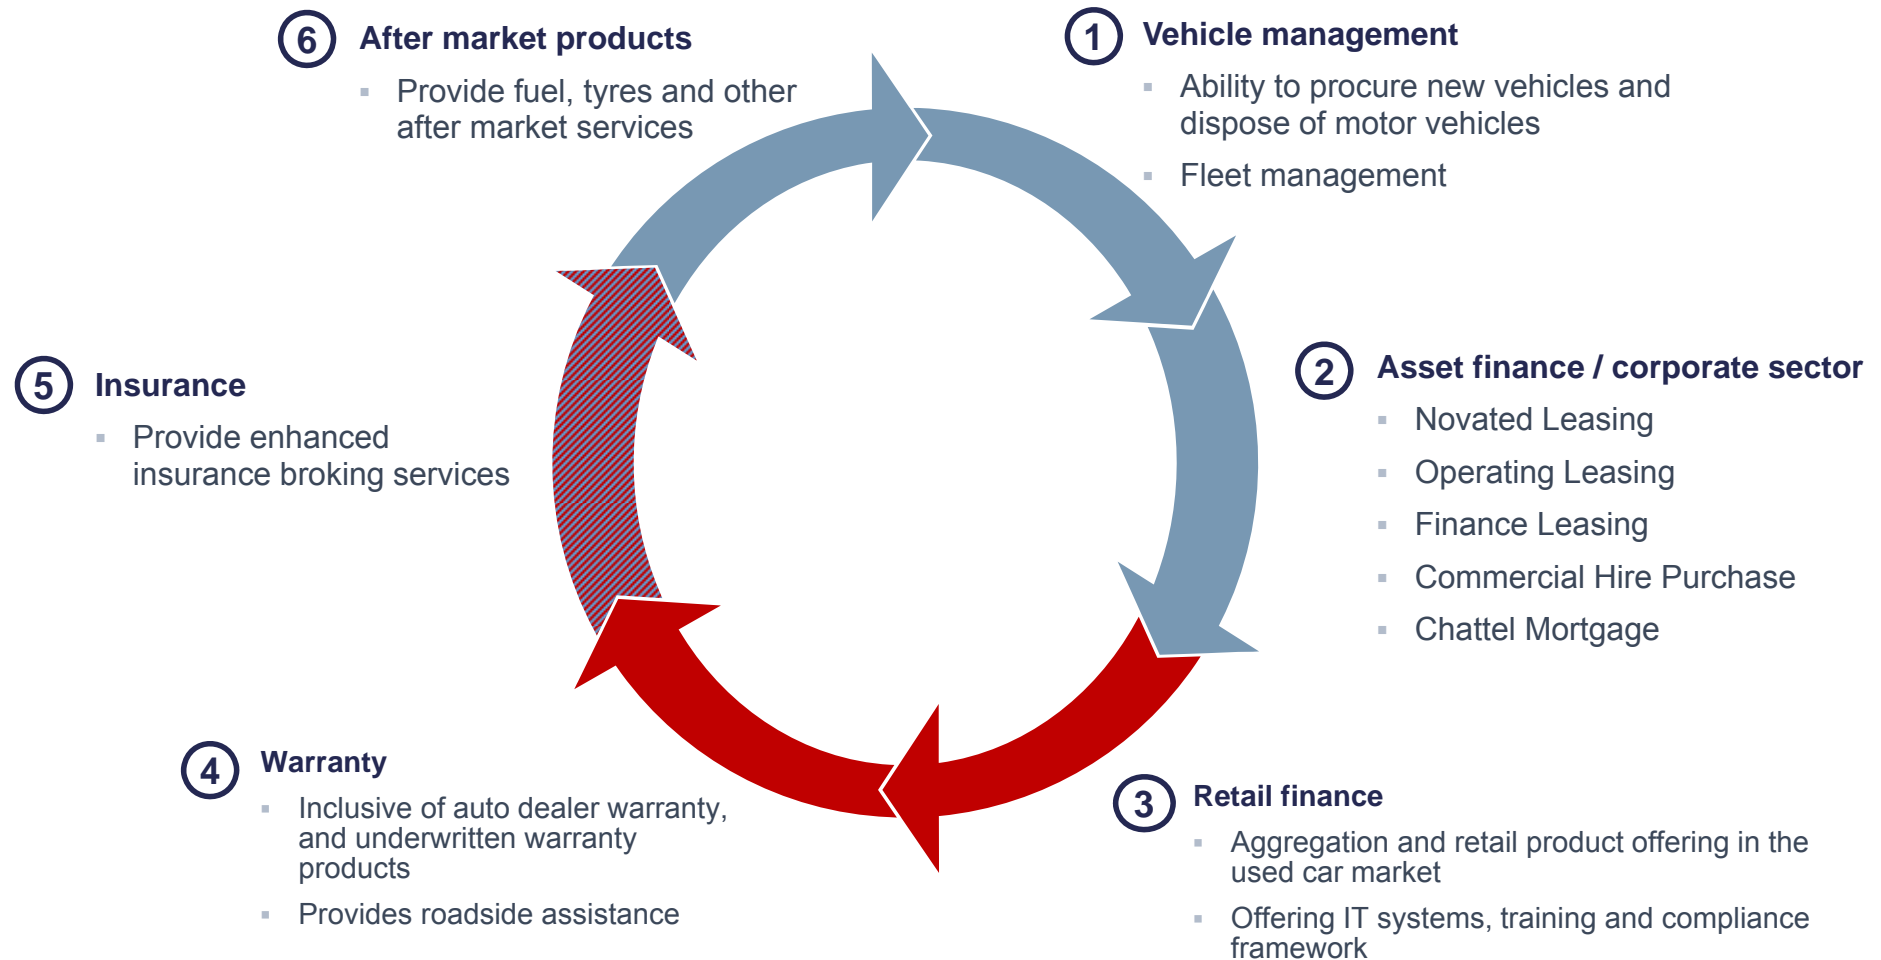 1 Vehicle management
▪ Ability to procure new vehicles and
dispose of motor vehicles
▪ Fleet management
2 Asset finance / corporate sector
▪ Novated Leasing
▪ Operating Leasing
▪ Finance Leasing
▪ Commercial Hire Purchase
▪ Chattel Mortgage
3 Retail finance
▪ Aggregation and retail product offering in the
used car market
▪ Offering IT systems, training and compliance
framework
4 Warranty
▪ Inclusive of auto dealer warranty,
and underwritten warranty
products
▪ Provides roadside assistance
5 Insurance
▪ Provide enhanced
insurance broking services
6 After market products
▪ Provide fuel, tyres and other
after market services